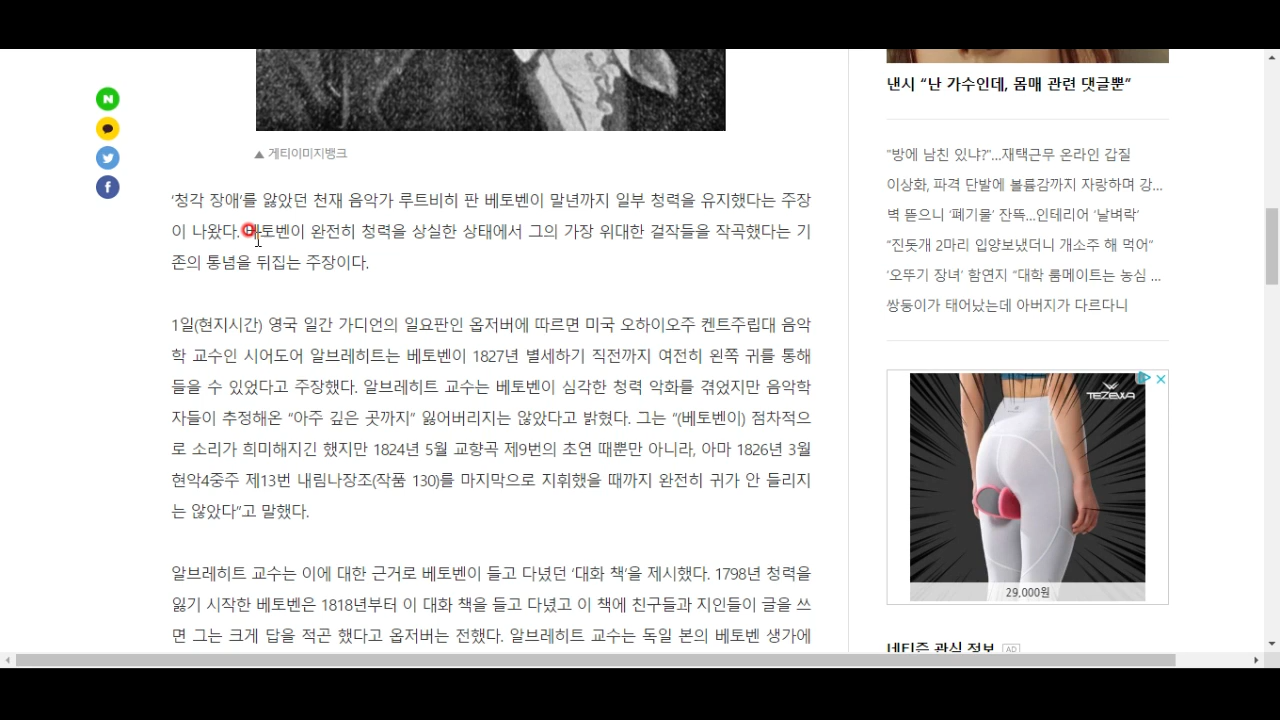 ▲ 게티이미지뱅크
‘청각 장애’를 앓았던 천재 음악가 루트비히 판 베토벤이 말년까지 일부 청력을 유지했다는 주장
이 나왔다. 베토벤이 완전히 청력을 상실한 상태에서 그의 가장 위대한 걸작들을 작곡했다는 기
존의 통념을 뒤집는 주장이다.
1일(현지시간) 영국 일간 가디언의 일요판인 옵저버에 따르면 미국 오하이오주 켄트주립대 음악
학 교수인 시어도어 알브레히트는 베토벤이 1827년 별세하기 직전까지 여전히 왼쪽 귀를 통해
들을 수 있었다고 주장했다. 알브레히트 교수는 베토벤이 심각한 청력 악화를 겪었지만 음악학
자들이 추정해온 “아주 깊은 곳까지” 잃어버리지는 않았다고 밝혔다. 그는 “(베토벤이) 점차적으
로 소리가 희미해지긴 했지만 1824년 5월 교향곡 제9번의 초연 때뿐만 아니라, 아마 1826년 3월
현악4중주 제13번 내림나장조(작품 130)를 마지막으로 지휘했을 때까지 완전히 귀가 안 들리지
는 않았다”고 말했다.
알브레히트 교수는 이에 대한 근거로 베토벤이 들고 다녔던 ‘대화 책’을 제시했다. 1798년 청력을
잃기 시작한 베토벤은 1818년부터 이 대화 책을 들고 다녔고 이 책에 친구들과 지인들이 글을 쓰
면 그는 크게 답을 적곤 했다고 옵저버는 전했다. 알브레히트 교수는 독일 본의 베토벤 생가에
낸시 “난 가수인데, 몸매 관련 댓글뿐”
“방에 남친 있냐?”…재택근무 온라인 갑질
이상화, 파격 단발에 볼륨감까지 자랑하며 강...
벽 뜯으니 ‘폐기물’ 잔뜩…인테리어 ‘날벼락’
“진돗개 2마리 입양보냈더니 개소주 해 먹어”
‘오뚜기 장녀’ 함연지 “대학 룸메이트는 농심 ...
쌍둥이가 태어났는데 아버지가 다르다니
TEZEWA
29,000원
네티즌 관심 정보 AD